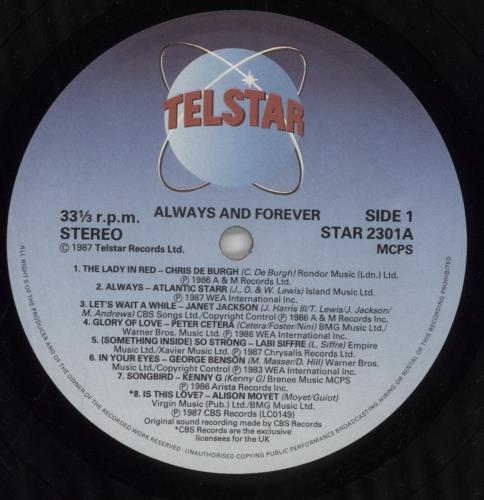 TELSTAR
33⅓ r.p.m. ALWAYS AND FOREVER SIDE 1
STEREO STAR 2301A
© 1987 Telstar Records Ltd. MCPS
1. THE LADY IN RED – CHRIS DE BURGH (C. De Burgh) Rondor Music (Ldn.) Ltd.
Ⓟ 1986 A & M Records Ltd.
2. ALWAYS – ATLANTIC STARR (J., D. & W. Lewis) Island Music Ltd.
Ⓟ 1987 WEA International Inc.
3. LET'S WAIT A WHILE – JANET JACKSON (J. Harris III/T. Lewis/J. Jackson/
M. Andrews) CBS Songs Ltd./Copyright Control Ⓟ 1986 A & M Records Ltd.
4. GLORY OF LOVE – PETER CETERA (Cetera/Foster/Nini) BMG Music Ltd./
Warner Bros. Music Ltd. Ⓟ 1986 WEA International Inc.
5. (SOMETHING INSIDE) SO STRONG – LABI SIFFRE (L. Siffre) Empire
Music Ltd./Xavier Music Ltd. Ⓟ 1987 Chrysalis Records Ltd.
6. IN YOUR EYES – GEORGE BENSON (M. Masser/D. Hill) Warner Bros.
Music Ltd./Copyright Control Ⓟ 1983 WEA International Inc.
7. SONGBIRD – KENNY G (Kenny G) Brenee Music MCPS
Ⓟ 1986 Arista Records Inc.
*8. IS THIS LOVE? – ALISON MOYET (Moyet/Guiot)
Virgin Music (Pub.) Ltd./BMG Music Ltd.
Ⓟ 1987 CBS Records (LC0149)
Original sound recording made by CBS Records
*CBS Records are the exclusive
licensees for the UK
ALL RIGHT S OF THE PRODUCER AND OF THE OWNER OF THE RECORDED WORK RESERVED UNAUTHORISED COPYING PUBLIC PERFORMANCE BROADCASTING, HIRING OR RENTAL OF THIS RECORDING PROHIBITED